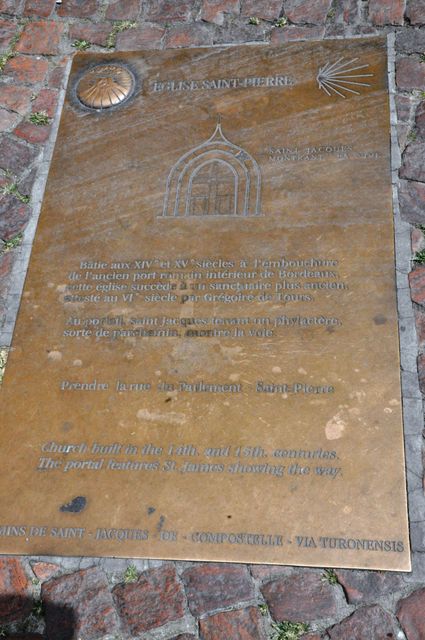 EGLISE SAINT-PIERRE
SAINT JACQUES
MONTRANT LA VOIE
Bâtie aux XIVᵉ et XVᵉ siècles à l'embouchure
de l'ancien port romain intérieur de Bordeaux,
cette église succède à un sanctuaire plus ancien,
attesté au VIᵉ siècle par Grégoire de Tours.
Au portail, Saint Jacques tenant un phylactère,
sorte de parchemin, montre la voie.
Prendre la rue du Parlement - Saint-Pierre
Church built in the 14th. and 15th. centuries.
The portal features St. James showing the way.
MINS DE SAINT - JACQUES - DE - COMPOSTELLE - VIA TURONENSIS